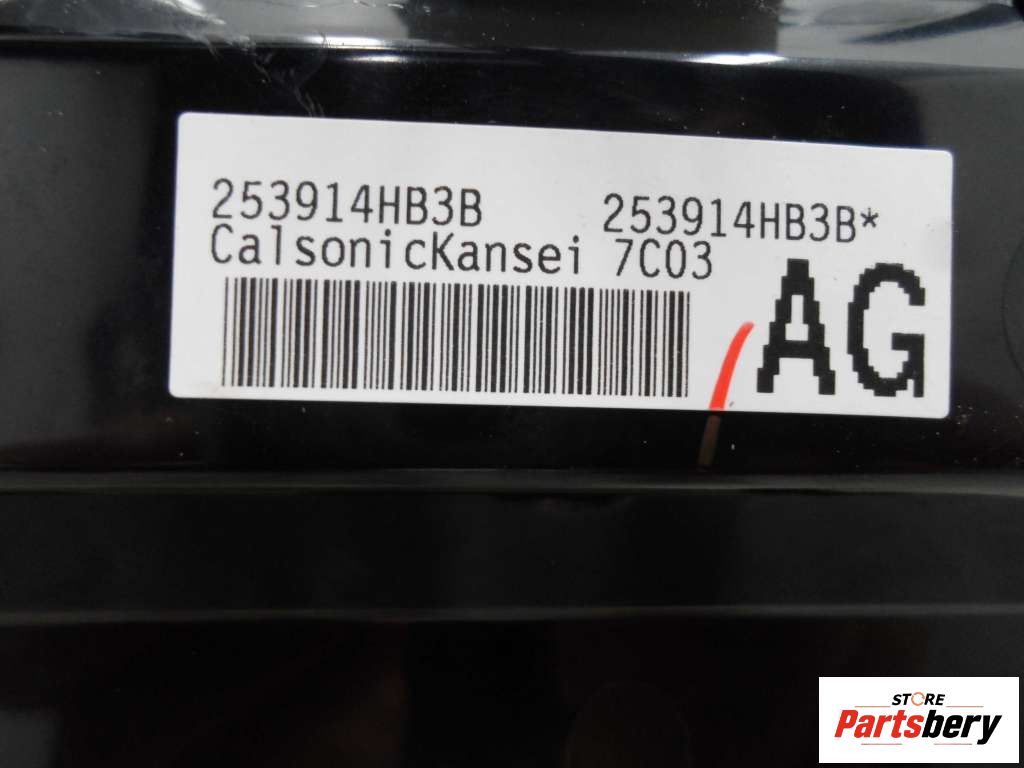 253914HB3B 253914HB3B*
CalsonicKansei 7C03
AG
STORE
Partsbery